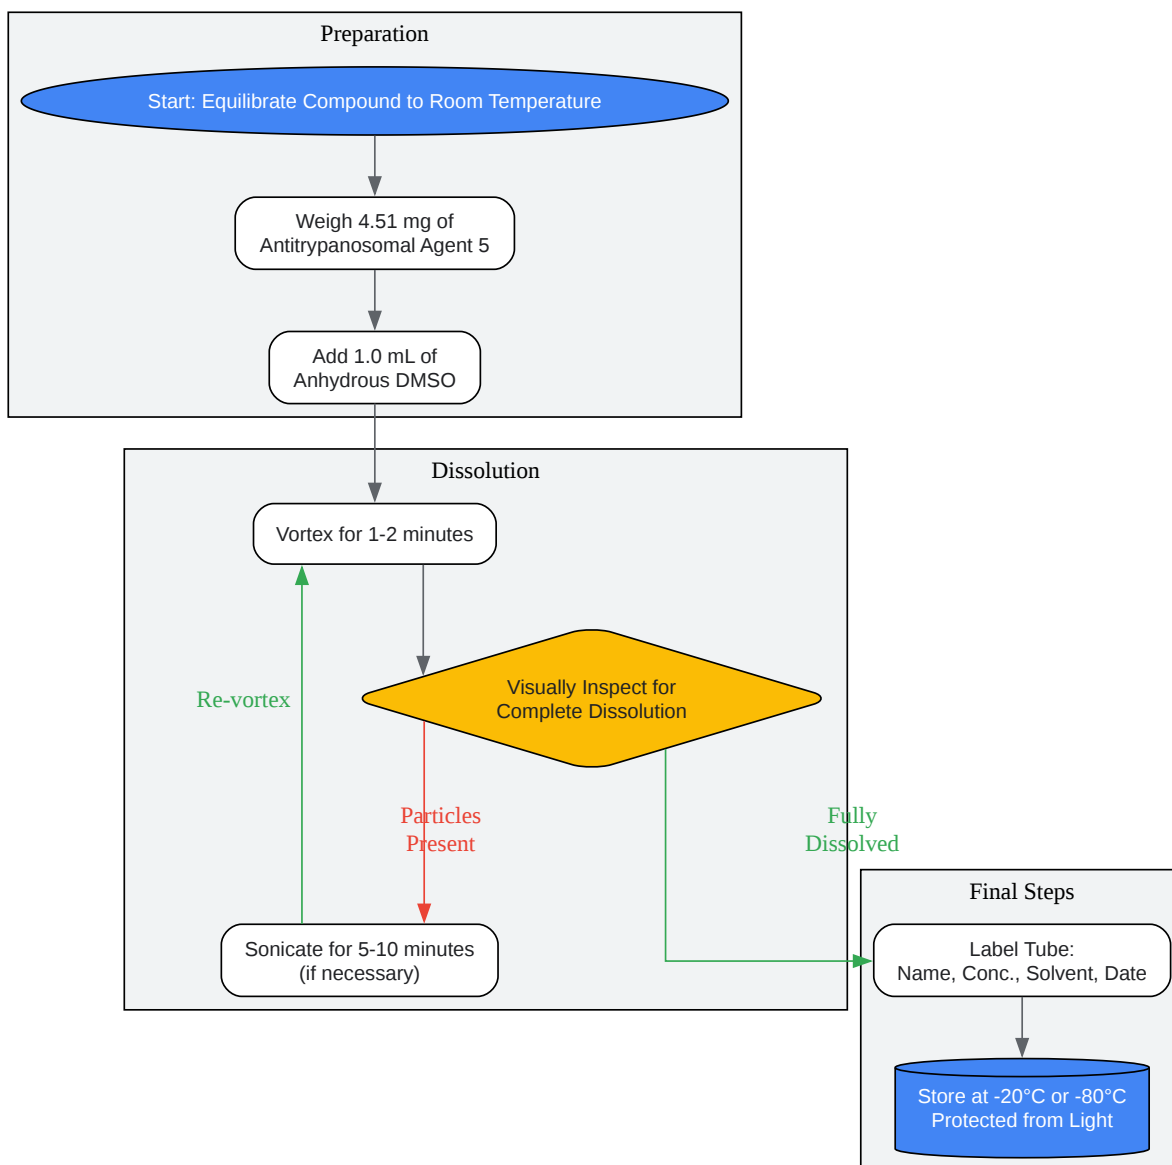 Preparation
Start: Equilibrate Compound to Room Temperature
Weigh 4.51 mg of
Antitrypanosomal Agent 5
Add 1.0 mL of
Anhydrous DMSO
Dissolution
Vortex for 1-2 minutes
Re-vortex
Visually Inspect for
Complete Dissolution
Particles
Present
Fully
Dissolved
Sonicate for 5-10 minutes
(if necessary)
Final Steps
Label Tube:
Name, Conc., Solvent, Date
Store at -20°C or -80°C
Protected from Light